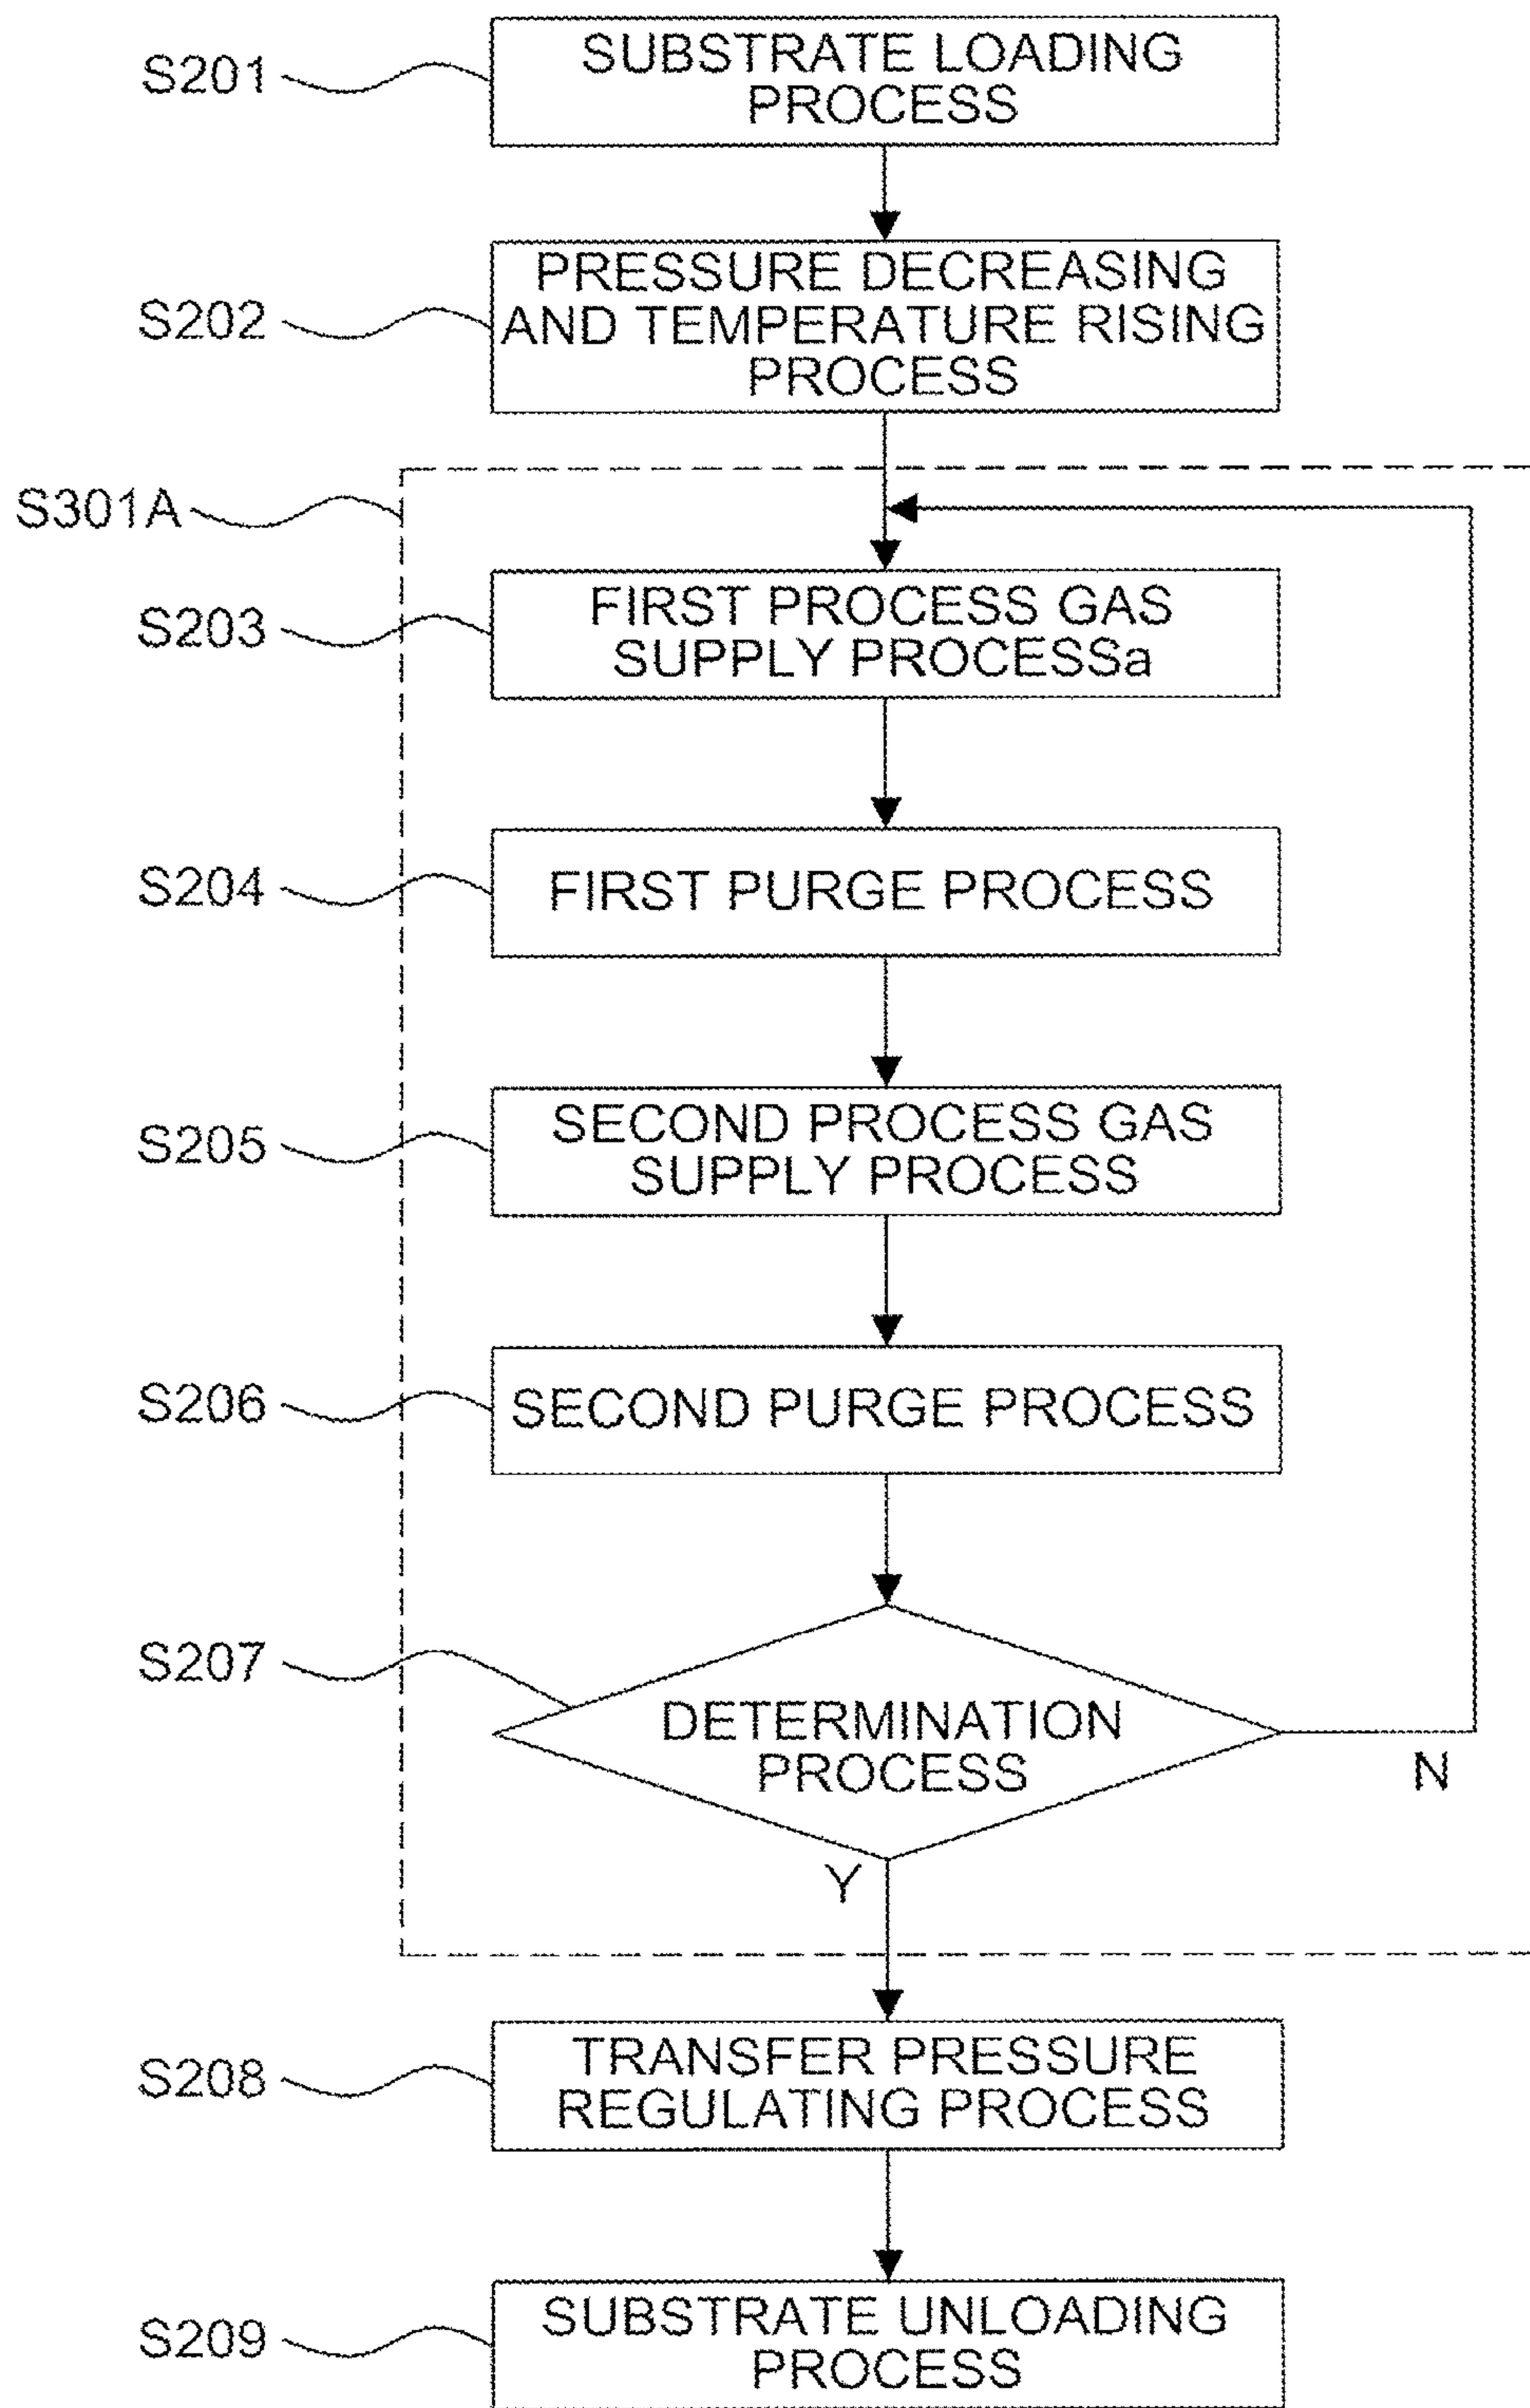 S201
SUBSTRATE LOADING
PROCESS
S202
PRESSURE DECREASING
AND TEMPERATURE RISING
PROCESS
S301A
S203
FIRST PROCESS GAS
SUPPLY PROCESSa
S204
FIRST PURGE PROCESS
S205
SECOND PROCESS GAS
SUPPLY PROCESS
S206
SECOND PURGE PROCESS
S207
DETERMINATION
PROCESS
N
Y
S208
TRANSFER PRESSURE
REGULATING PROCESS
S209
SUBSTRATE UNLOADING
PROCESS